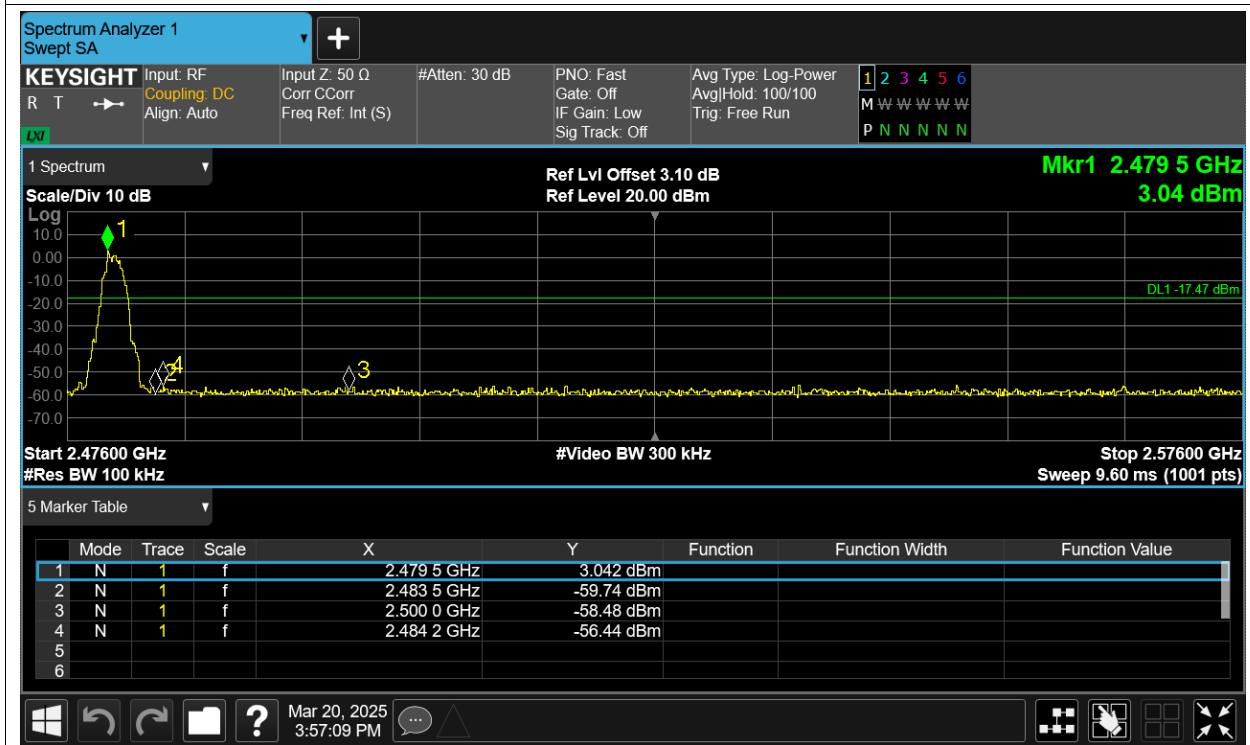 Spectrum Analyzer 1
Swept SA
KEYSIGHT Input: RF Input Z: 50 Ω #Atten: 30 dB PNO: Fast Avg Type: Log-Power 1 2 3 4 5 6
R T Coupling: DC Corr CCorr Gate: Off Avg|Hold: 100/100 M W W W W W
Align: Auto Freq Ref: Int (S) IF Gain: Low Trig: Free Run
LXI Sig Track: Off P N N N N N
1 Spectrum
Ref Lvl Offset 3.10 dB Mkr1 2.479 5 GHz
Scale/Div 10 dB Ref Level 20.00 dBm 3.04 dBm
Log
1
10.0
0.00
-10.0
DL1 -17.47 dBm
-20.0
-30.0
-40.0
4
2 3
-50.0
-60.0
-70.0
Start 2.47600 GHz #Video BW 300 kHz Stop 2.57600 GHz
#Res BW 100 kHz Sweep 9.60 ms (1001 pts)
5 Marker Table
Mode Trace Scale X Y Function Function Width Function Value
1 N 1 f 2.479 5 GHz 3.042 dBm
2 N 1 f 2.483 5 GHz -59.74 dBm
3 N 1 f 2.500 0 GHz -58.48 dBm
4 N 1 f 2.484 2 GHz -56.44 dBm
5
6
? Mar 20, 2025
3:57:09 PM